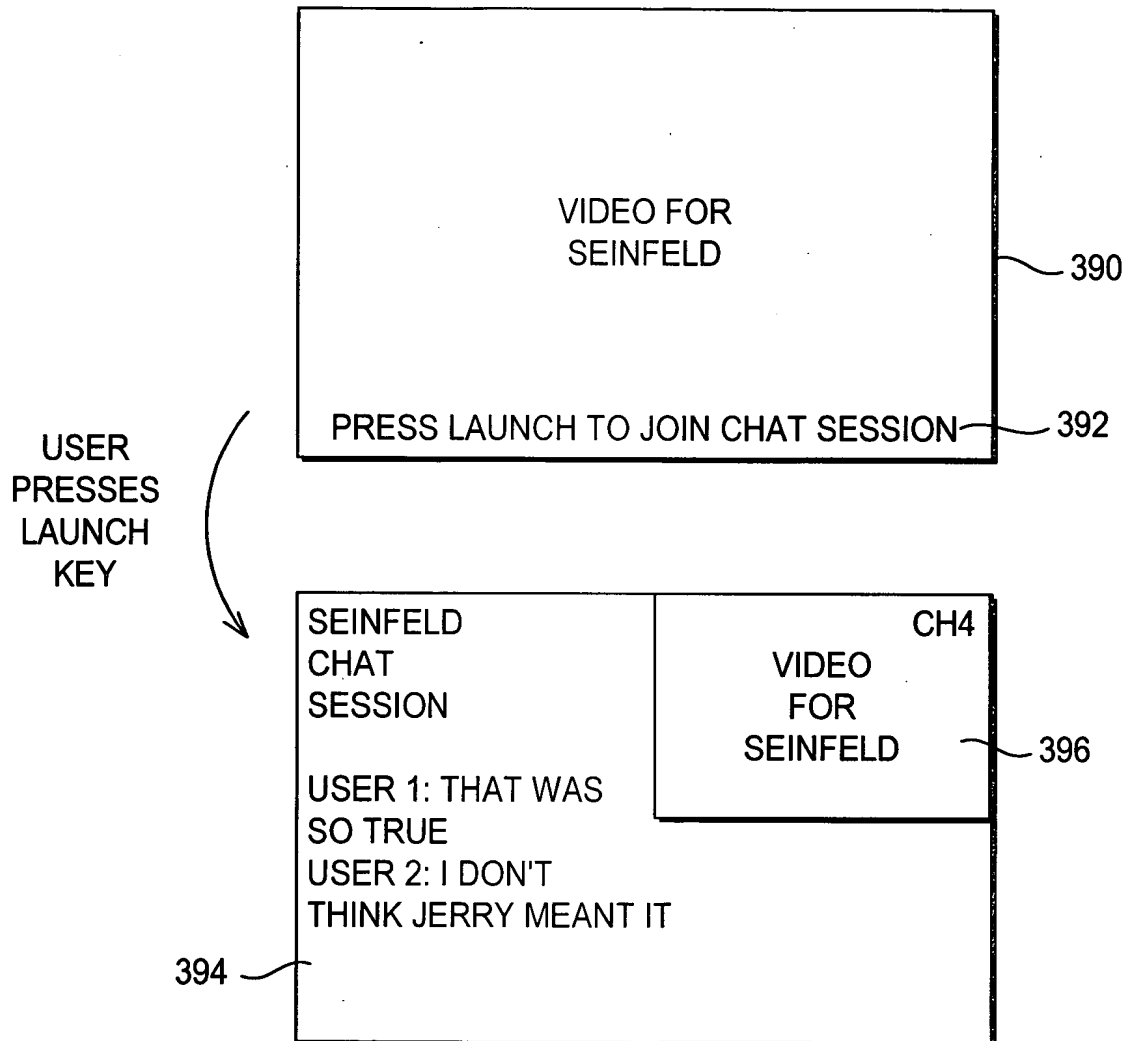 VIDEO FOR
SEINFELD
390
PRESS LAUNCH TO JOIN CHAT SESSION
392
USER
PRESSES
LAUNCH
KEY
SEINFELD
CHAT
SESSION
CH4
VIDEO
FOR
SEINFELD
396
USER 1: THAT WAS
SO TRUE
USER 2: I DON'T
THINK JERRY MEANT IT
394